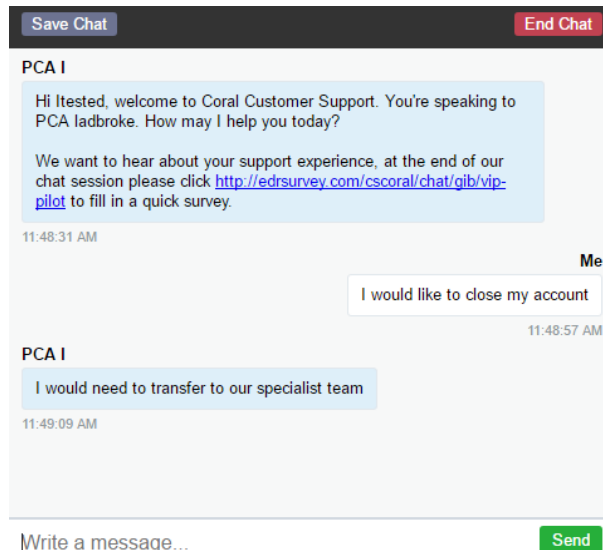 Save Chat
End Chat
PCA I
Hi Itested, welcome to Coral Customer Support. You're speaking to
PCA ladbroke. How may I help you today?
We want to hear about your support experience, at the end of our
chat session please click http://edrsurvey.com/cscoral/chat/gib/vip-
pilot to fill in a quick survey.
11:48:31 AM
Me
I would like to close my account
11:48:57 AM
PCA I
I would need to transfer to our specialist team
11:49:09 AM
Write a message...
Send